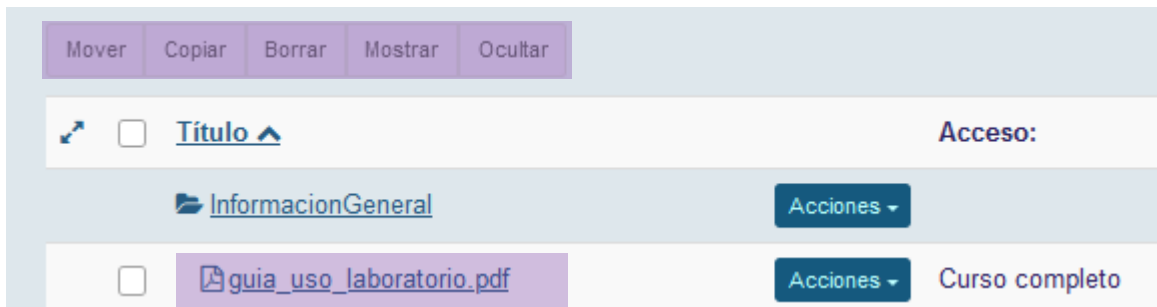 Mover Copiar Borrar Mostrar Ocultar
Título Acceso:
InformacionGeneral Acciones
guia_uso_laboratorio.pdf Acciones Curso completo